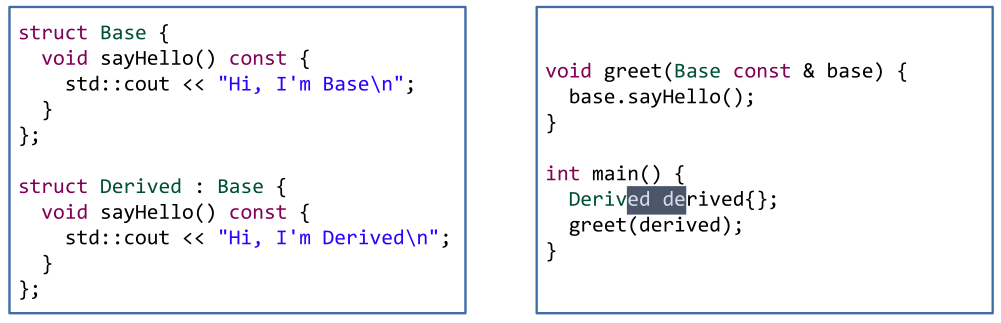 struct Base {
  void sayHello() const {
    std::cout << "Hi, I'm Base\n";
  }
};

struct Derived : Base {
  void sayHello() const {
    std::cout << "Hi, I'm Derived\n";
  }
};

void greet(Base const & base) {
  base.sayHello();
}

int main() {
  Derived derived{};
  greet(derived);
}